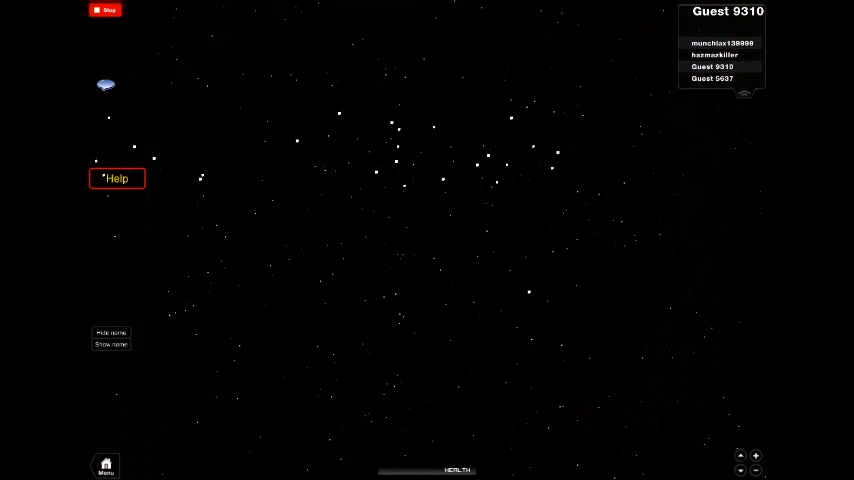 Stop
Guest 9310
munchlax139999
hazmazkiller
Guest 9310
Guest 5637
Help
Hide name
Show name
Menu
HEALTH